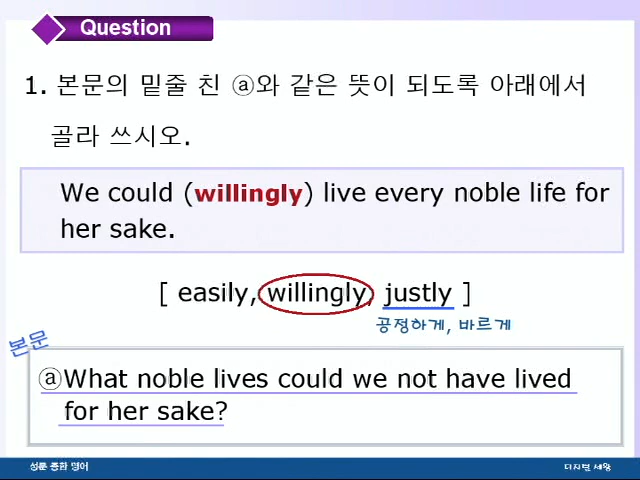 Question
1. 본문의 밑줄 친 ⓐ와 같은 뜻이 되도록 아래에서
골라 쓰시오.
We could (willingly) live every noble life for
her sake.
[ easily, willingly, justly ]
공정하게, 바르게
본문
ⓐWhat noble lives could we not have lived
for her sake?
성문 종합 영어
디지털 세왕